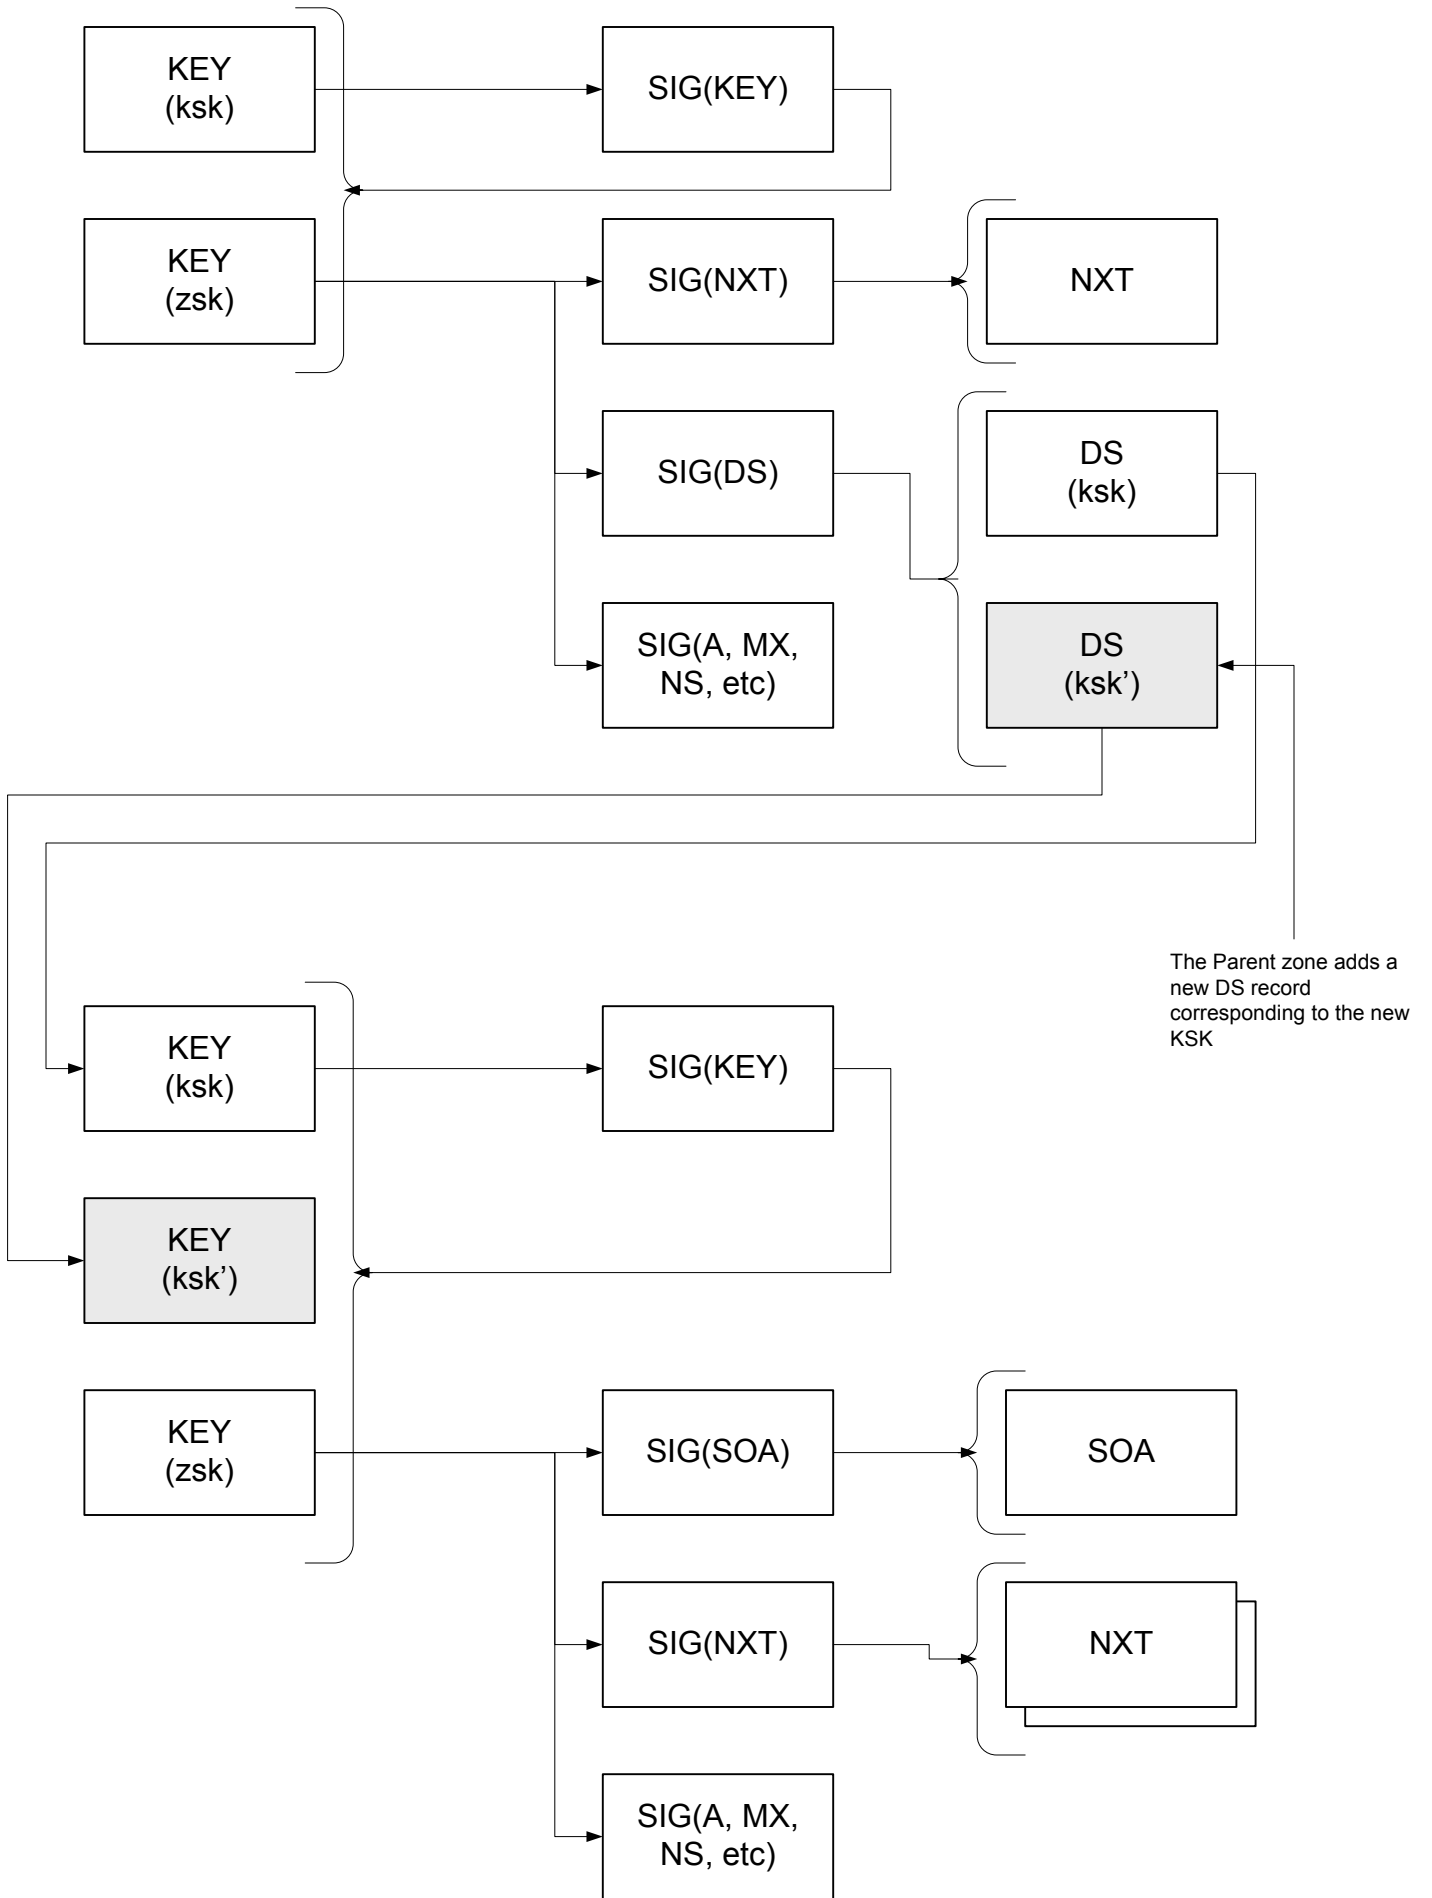 KEY
(ksk)
SIG(KEY)
KEY
(zsk)
SIG(NXT)
NXT
SIG(DS)
DS
(ksk)
SIG(A, MX,
NS, etc)
DS
(ksk’)
The Parent zone adds a
new DS record
corresponding to the new
KSK
KEY
(ksk)
SIG(KEY)
KEY
(ksk’)
KEY
(zsk)
SIG(SOA)
SOA
SIG(NXT)
NXT
SIG(A, MX,
NS, etc)